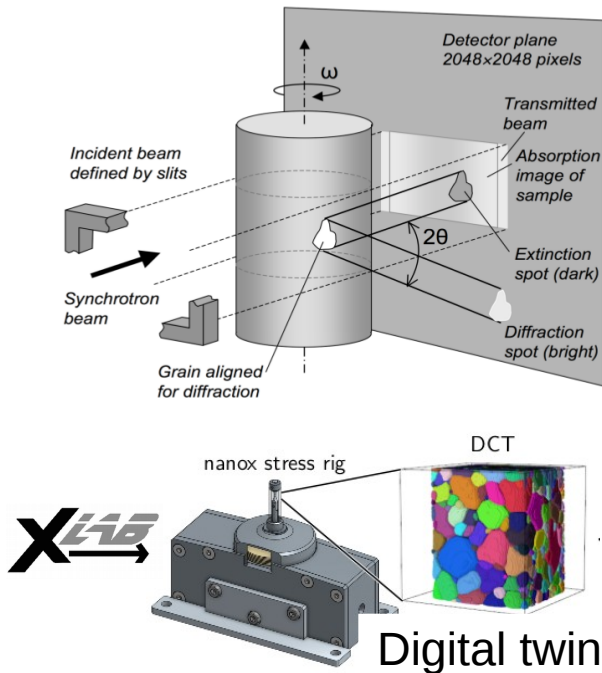 Detector plane
2048×2048 pixels
ω
Transmitted
beam
Incident beam
defined by slits
Absorption
image of
sample
2θ
Extinction
spot (dark)
Synchrotron
beam
Diffraction
spot (bright)
Grain aligned
for diffraction
DCT
nanox stress rig
XLAB
Digital twin